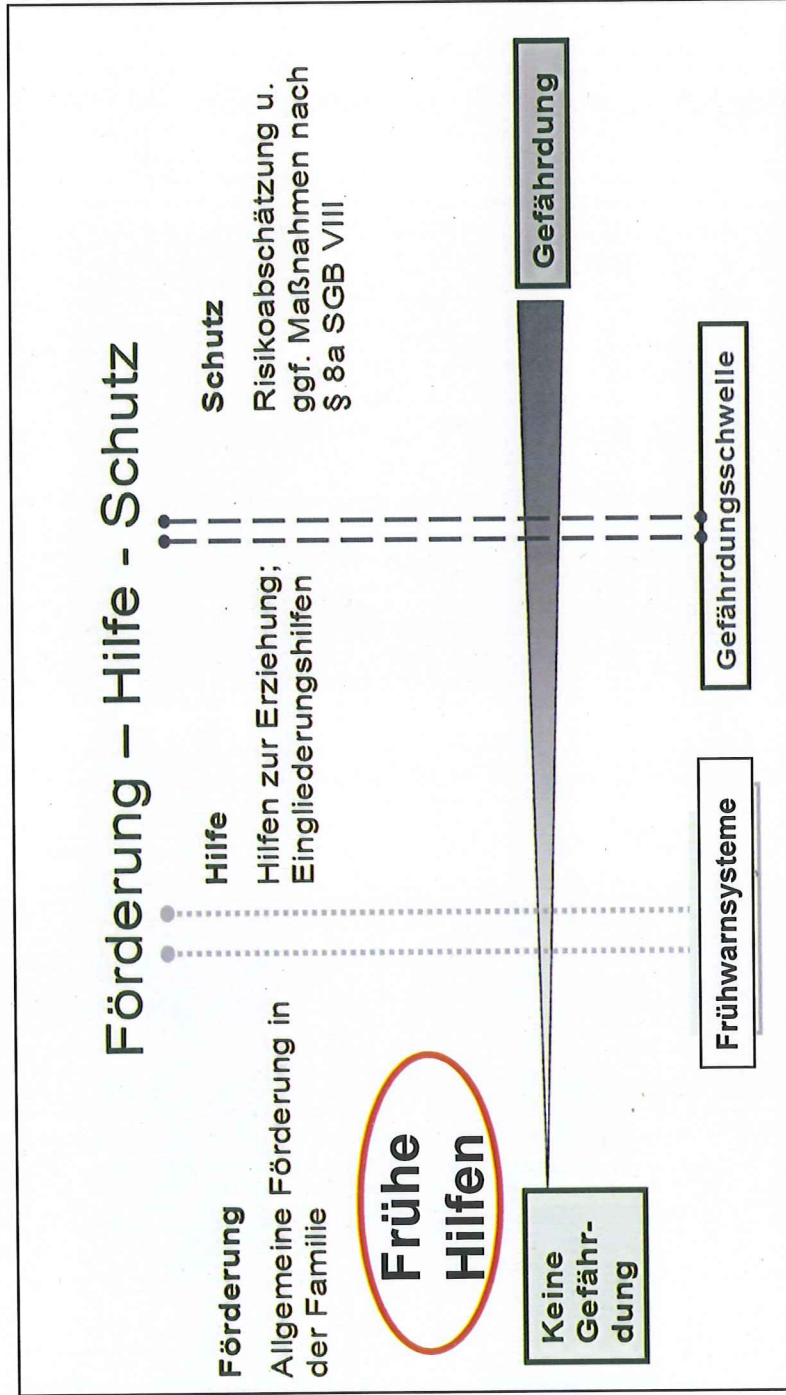 Förderung – Hilfe - Schutz
Förderung
Allgemeine Förderung in
der Familie
Hilfe
Hilfen zur Erziehung;
Eingliederungshilfen
Schutz
Risikoabschätzung u.
ggf. Maßnahmen nach
§ 8a SGB VIII
Frühe
Hilfen
Keine
Gefähr-
dung
Gefährdung
Frühwarnsysteme
Gefährdungsschwelle